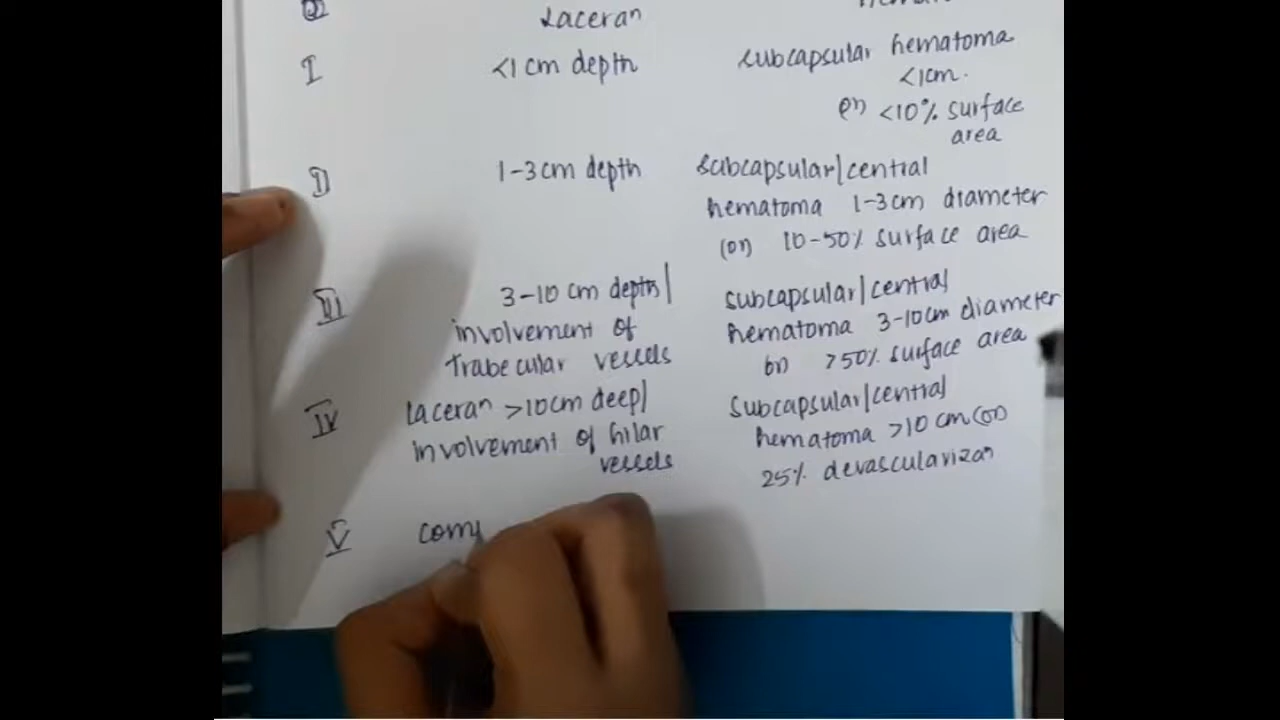 Laceran
I <1 cm depth subcapsular hematoma
<1cm.
(or) <10% surface
area
II 1-3cm depth subcapsular/central
hematoma 1-3cm diameter
(or) 10-50% surface area
III 3-10 cm depth/ subcapsular/central
involvement of hematoma 3-10cm diameter
trabecular vessels (or) >50% surface area
IV laceran >10cm deep/ subcapsular/central
involvement of hilar hematoma >10 cm (or)
vessels 25% devascularizan
V comp